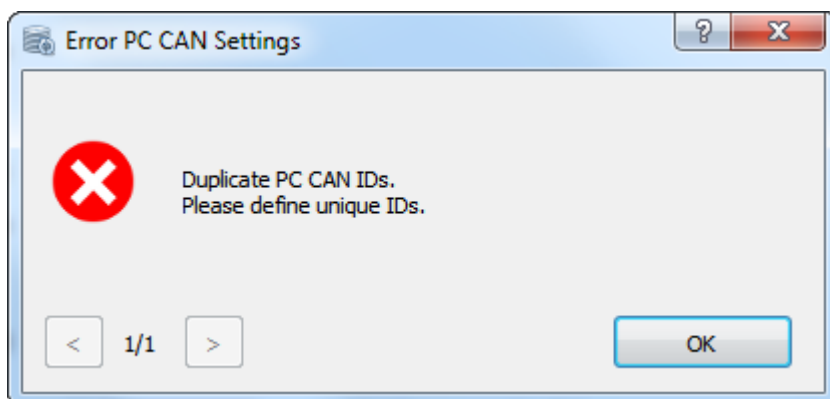 Error PC CAN Settings
?
X
Duplicate PC CAN IDs.
Please define unique IDs.
< 1/1 >
OK